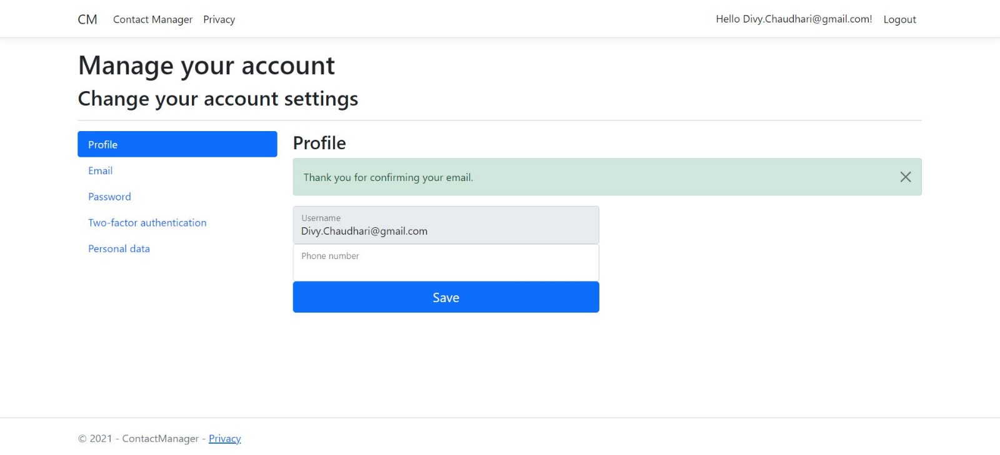 CM Contact Manager Privacy Hello Divy.Chaudhari@gmail.com! Logout
Manage your account
Change your account settings
Profile
Email
Password
Two-factor authentication
Personal data
Profile
Thank you for confirming your email.
Username
Divy.Chaudhari@gmail.com
Phone number
Save
© 2021 - ContactManager - Privacy